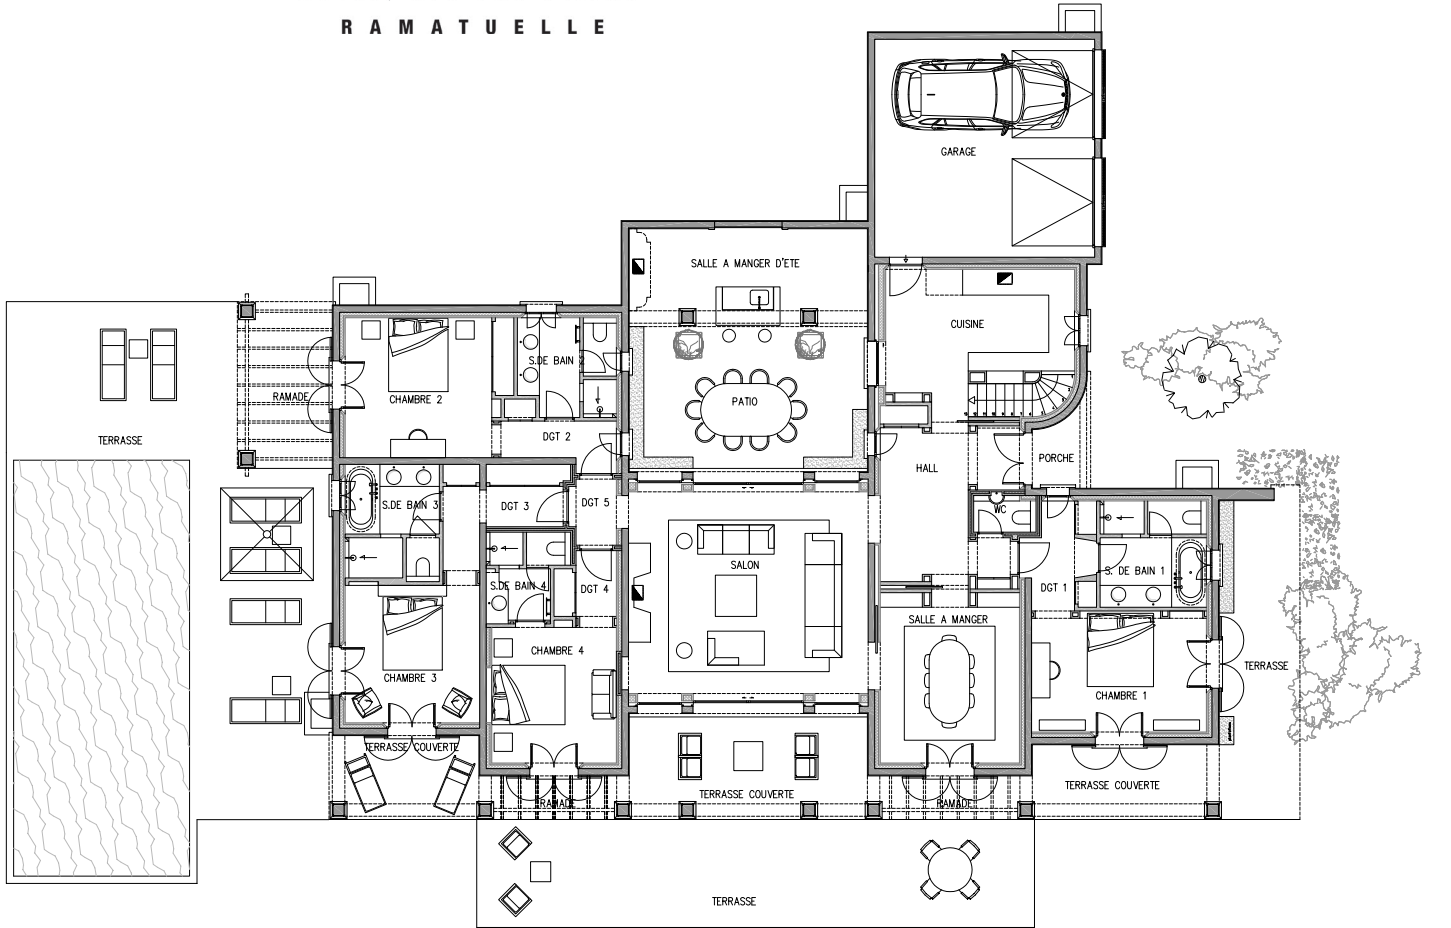 RAMATUELLE
GARAGE
SALLE A MANGER D'ETE
CUISINE
S.DE BAIN 2
RAMADE
CHAMBRE 2
PATIO
TERRASSE
DGT 2
PORCHE
HALL
S.DE BAIN 3
DGT 3
DGT 5
WC
SALON
S. DE BAIN 1
S.DE BAIN 4
DGT 4
DGT 1
SALLE A MANGER
CHAMBRE 4
TERRASSE
CHAMBRE 3
CHAMBRE 1
TERRASSE COUVERTE
TERRASSE COUVERTE
TERRASSE COUVERTE
RAMADE
RAMADE
TERRASSE